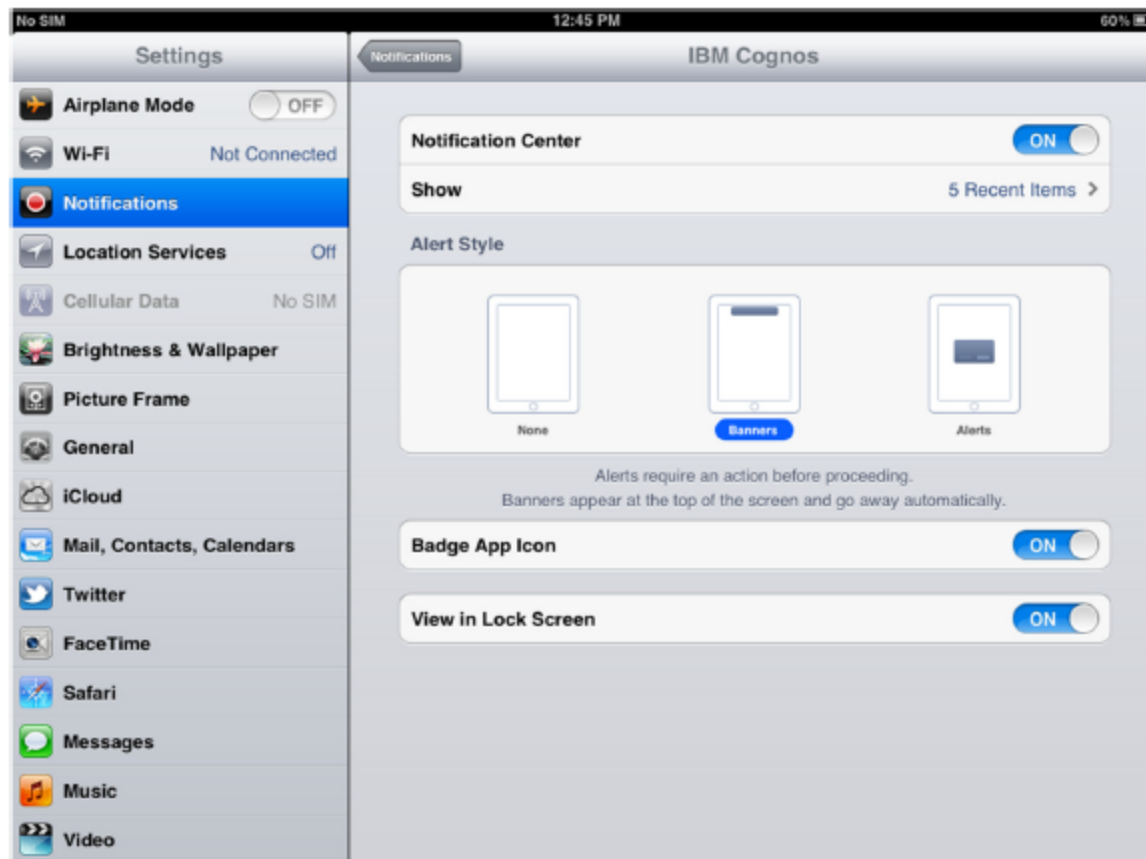 No SIM 12:45 PM 60%
Settings
Airplane Mode OFF
Wi-Fi Not Connected
Notifications
Location Services Off
Cellular Data No SIM
Brightness & Wallpaper
Picture Frame
General
iCloud
Mail, Contacts, Calendars
Twitter
FaceTime
Safari
Messages
Music
Video
Notifications IBM Cognos
Notification Center ON
Show 5 Recent Items >
Alert Style
None Banners Alerts
Alerts require an action before proceeding.
Banners appear at the top of the screen and go away automatically.
Badge App Icon ON
View in Lock Screen ON